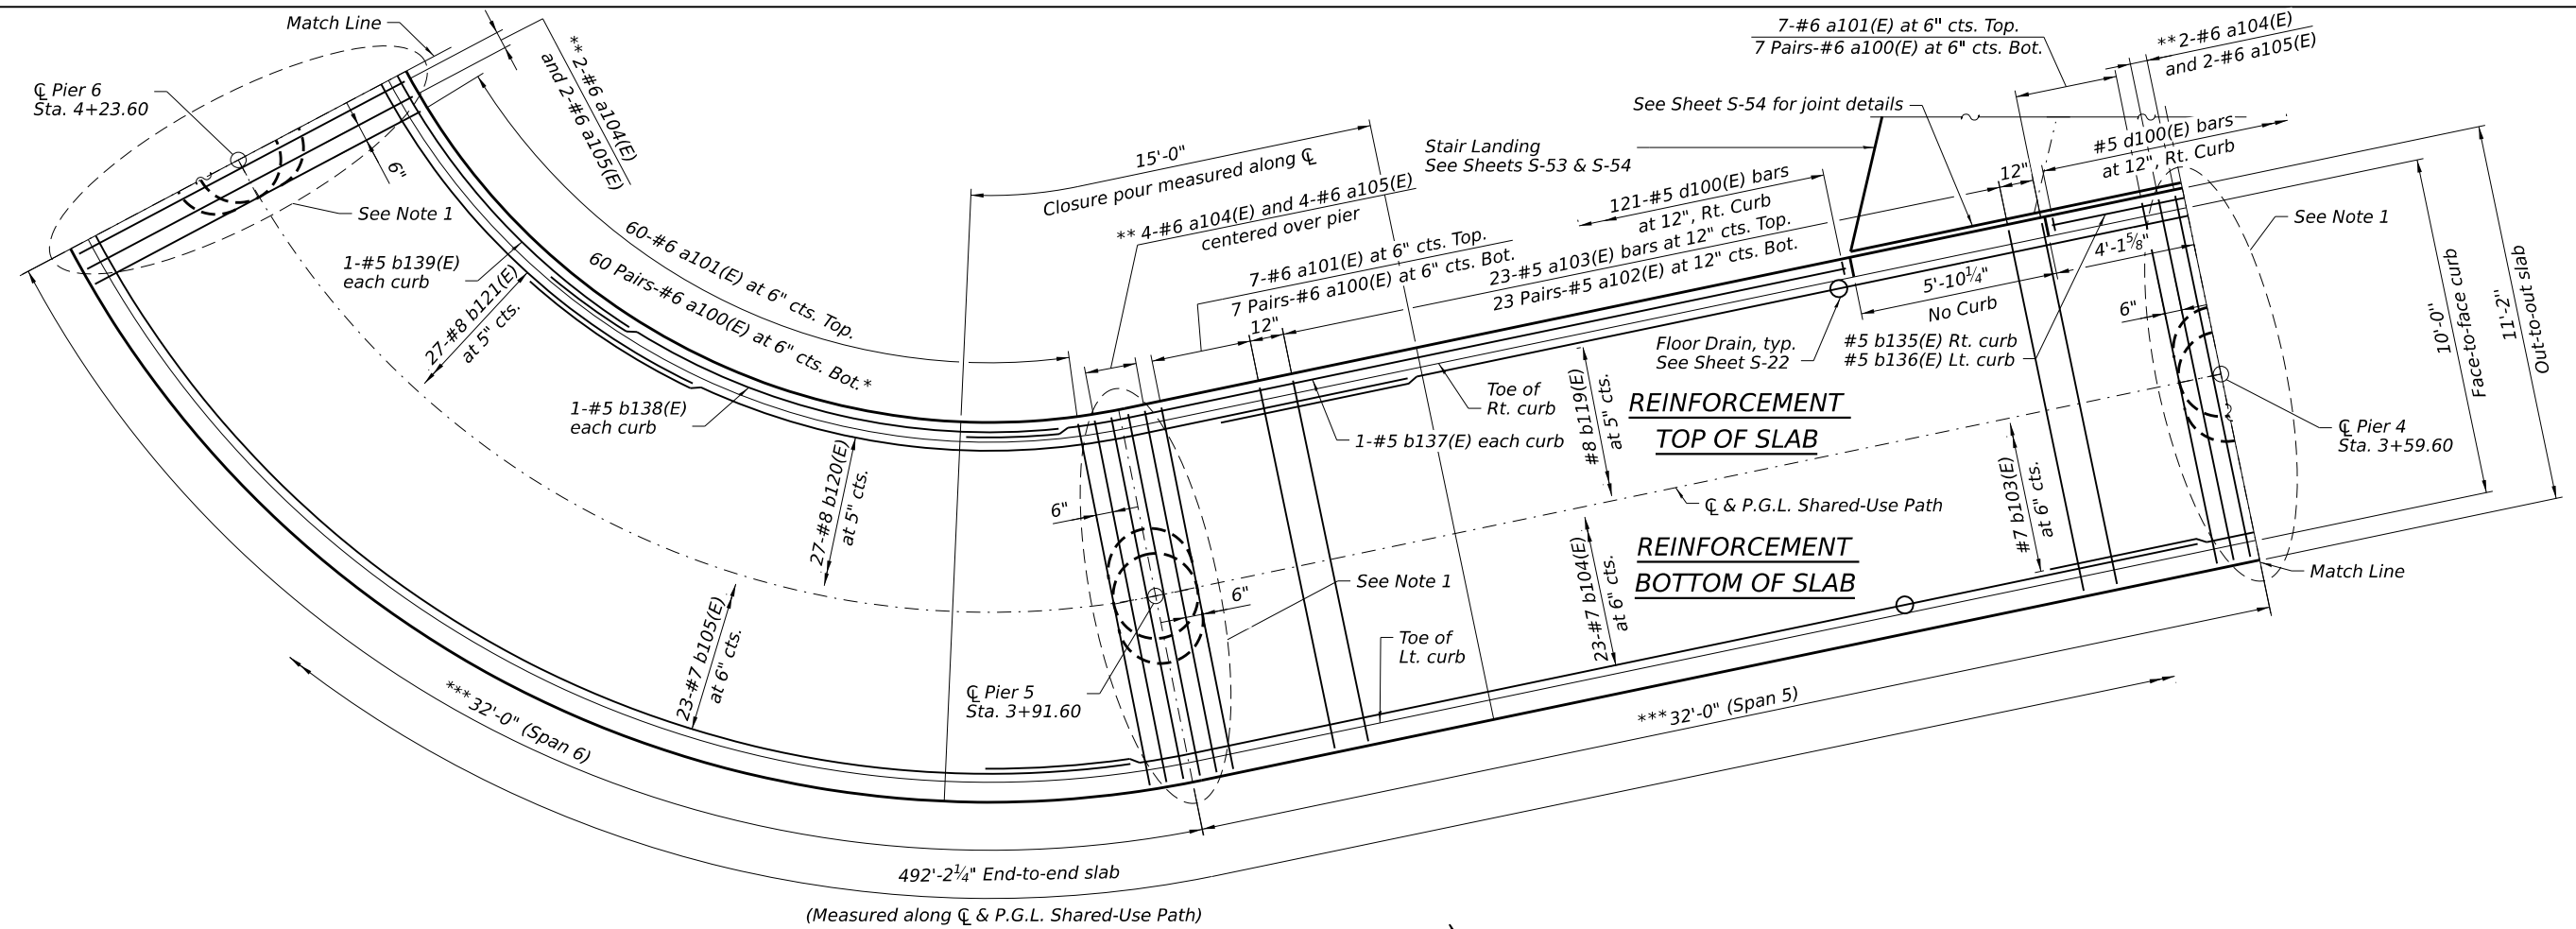 Match Line
℄ Pier 6
Sta. 4+23.60
**2-#6 a104(E)
and 2-#6 a105(E)
6"
See Note 1
1-#5 b139(E)
each curb
27-#8 b121(E)
at 5" cts.
60-#6 a101(E) at 6" cts. Top.
60 Pairs-#6 a100(E) at 6" cts. Bot.*
1-#5 b138(E)
each curb
27-#8 b120(E)
at 5" cts.
23-#7 b105(E)
at 6" cts.
***32'-0" (Span 6)
15'-0"
Closure pour measured along ℄
** 4-#6 a104(E) and 4-#6 a105(E)
centered over pier
7-#6 a101(E) at 6" cts. Top.
7 Pairs-#6 a100(E) at 6" cts. Bot.
12"
Stair Landing
See Sheets S-53 & S-54
See Sheet S-54 for joint details
121-#5 d100(E) bars
at 12", Rt. Curb
23-#5 a103(E) bars at 12" cts. Top.
23 Pairs-#5 a102(E) at 12" cts. Bot.
7-#6 a101(E) at 6" cts. Top.
7 Pairs-#6 a100(E) at 6" cts. Bot.
**2-#6 a104(E)
and 2-#6 a105(E)
#5 d100(E) bars
at 12", Rt. Curb
12"
4'-1⅝"
5'-10¼"
No Curb
6"
See Note 1
10'-0"
Face-to-face curb
11'-2"
Out-to-out slab
Floor Drain, typ.
See Sheet S-22
#5 b135(E) Rt. curb
#5 b136(E) Lt. curb
Toe of
Rt. curb
1-#5 b137(E) each curb
#8 b119(E)
at 5" cts.
REINFORCEMENT
TOP OF SLAB
℄ & P.G.L. Shared-Use Path
REINFORCEMENT
BOTTOM OF SLAB
23-#7 b104(E)
at 6" cts.
#7 b103(E)
at 6" cts.
℄ Pier 4
Sta. 3+59.60
Match Line
6"
6"
See Note 1
Toe of
Lt. curb
℄ Pier 5
Sta. 3+91.60
***32'-0" (Span 5)
492'-2¼" End-to-end slab
(Measured along ℄ & P.G.L. Shared-Use Path)